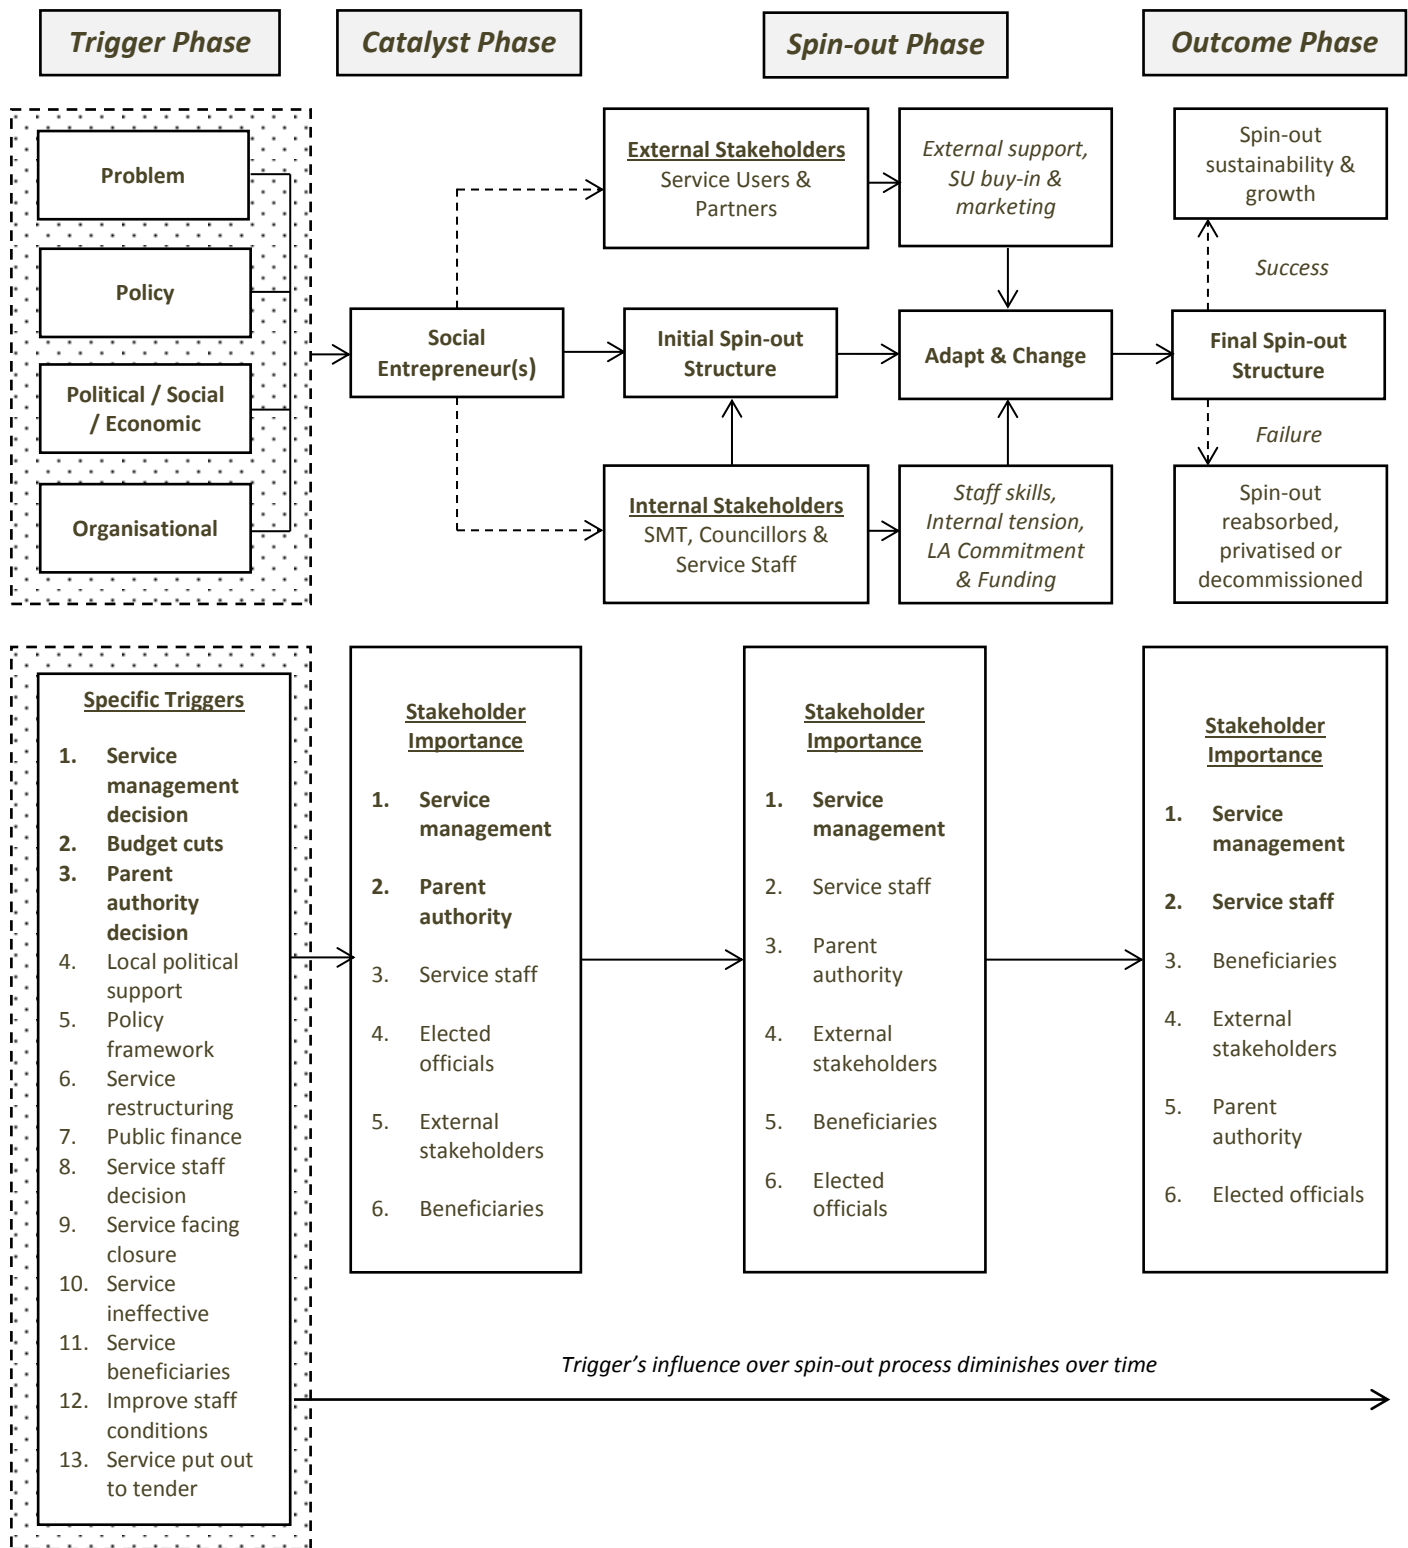 Trigger Phase
Catalyst Phase
Spin-out Phase
Outcome Phase
Problem
Policy
Political / Social
/ Economic
Organisational
Social
Entrepreneur(s)
External Stakeholders
Service Users &
Partners
Initial Spin-out
Structure
Internal Stakeholders
SMT, Councillors &
Service Staff
External support,
SU buy-in &
marketing
Adapt & Change
Staff skills,
Internal tension,
LA Commitment
& Funding
Spin-out
sustainability &
growth
Success
Final Spin-out
Structure
Failure
Spin-out
reabsorbed,
privatised or
decommissioned
Specific Triggers
1. Service
management
decision
2. Budget cuts
3. Parent
authority
decision
4. Local political
support
5. Policy
framework
6. Service
restructuring
7. Public finance
8. Service staff
decision
9. Service facing
closure
10. Service
ineffective
11. Service
beneficiaries
12. Improve staff
conditions
13. Service put out
to tender
Stakeholder
Importance
1. Service
management
2. Parent
authority
3. Service staff
4. Elected
officials
5. External
stakeholders
6. Beneficiaries
Stakeholder
Importance
1. Service
management
2. Service staff
3. Parent
authority
4. External
stakeholders
5. Beneficiaries
6. Elected
officials
Stakeholder
Importance
1. Service
management
2. Service staff
3. Beneficiaries
4. External
stakeholders
5. Parent
authority
6. Elected officials
Trigger's influence over spin-out process diminishes over time